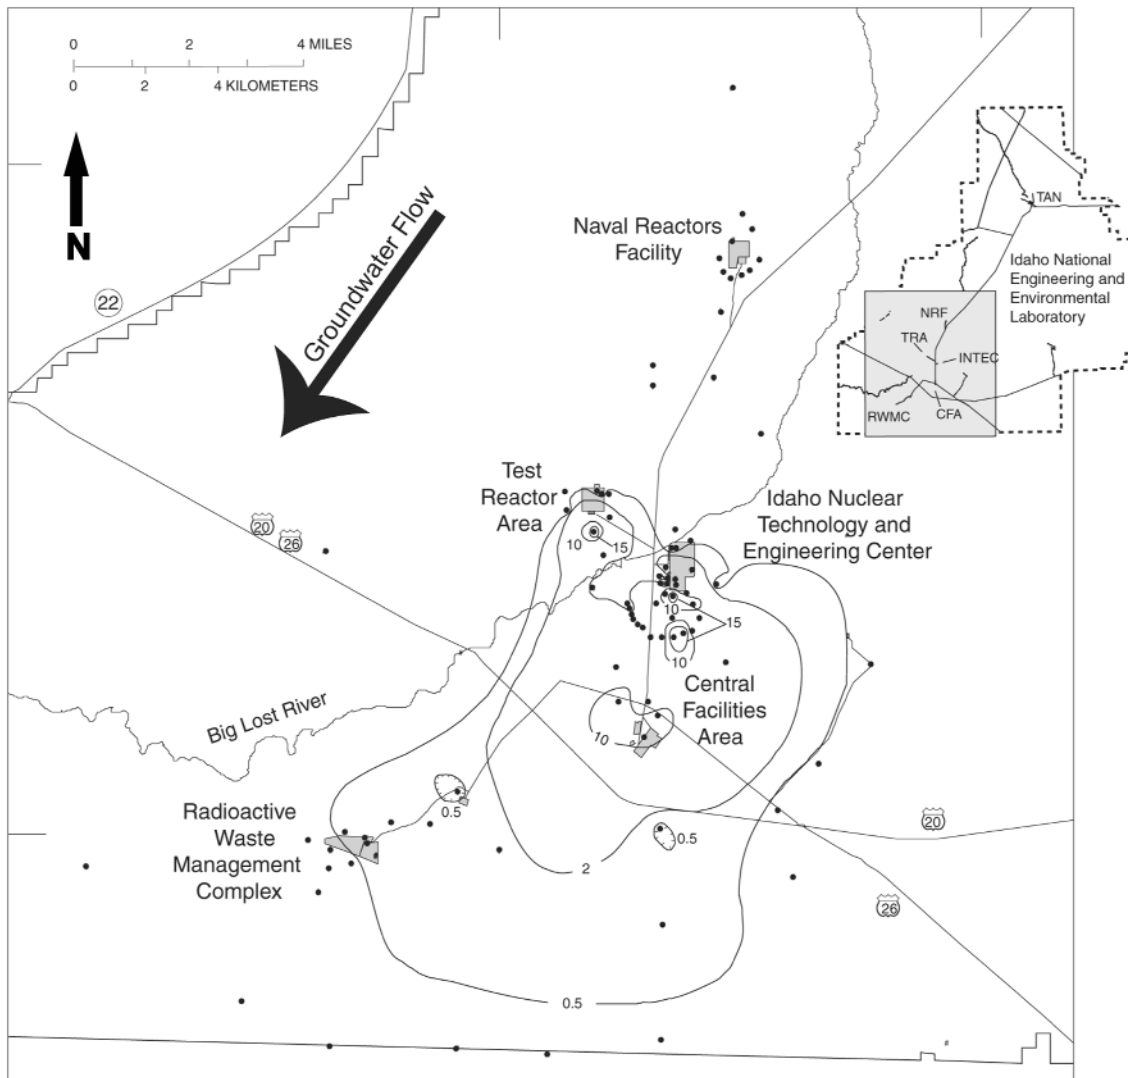 0 2 4 MILES
0 2 4 KILOMETERS
N
Groundwater Flow
22
Naval Reactors
Facility
TAN
Idaho National
Engineering and
Environmental
Laboratory
NRF
TRA
INTEC
RWMC
CFA
Test
Reactor
Area
20
26
10
15
Idaho Nuclear
Technology and
Engineering Center
10
15
10
Central
Facilities
Area
10
Big Lost River
0.5
Radioactive
Waste
Management
Complex
0.5
20
2
26
0.5